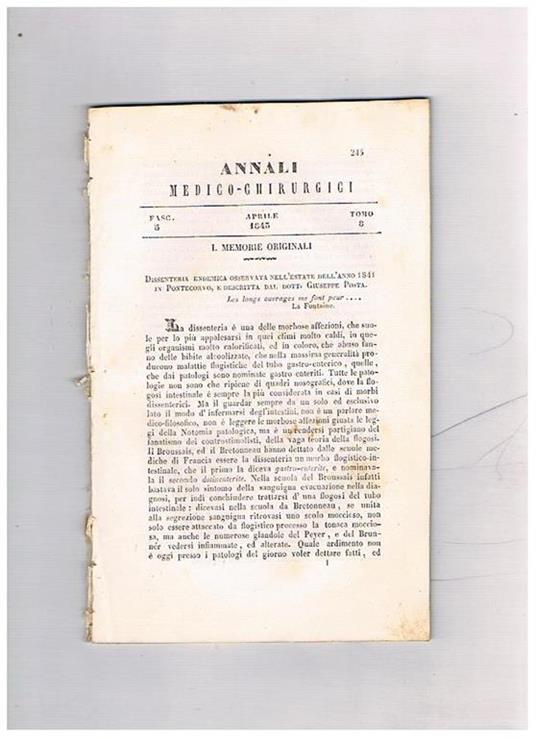 245
ANNALI
MEDICO-CHIRURGICI
FASC. APRILE TOMO
8 1843 8
I. MEMORIE ORIGINALI
Dissenteria endemica osservata nell'estate dell'anno 1841
in Pontecorvo, e descritta dal dott. Giuseppe Posta.
Les longs ouvrages me font peur....
La Fontaine.
La dissenteria é una delle morbose affezioni, che suo-
le per lo più appalesarsi in quei climi molto caldi, in que-
gli organismi molto calorificati, ed in coloro, che abuso fan-
no delle bibite alcoolizzato, che nella massima generalità pro-
ducono malattie flogistiche del tubo gastro-enterico, quelle,
che dai patologi sono nominate gastro enteriti. Tutte le pato-
logie non sono che ripiene di quadri nosografici, dove la flo-
gosi intestinale è sempre la più considerata in casi di morbi
dissenterici. Ma il guardar sempre da un solo ed esclusivo
lato il modo d'infermarsi degl'intestini, non è un parlare me-
dico-filosofico, non è leggere le morbose affezioni giusta le leg-
gi della Notomia patologica, ma è un rendersi partigiano del
fanatismo dei controstimolisti, della vaga teoria della flogosi.
Il Broussais, ed il Bretonneau hanno dettato dalle scuole me-
diche di Francia essere la dissenteria un morbo flogistico-in-
testinale, che il primo la diceva gastro-enterite, e nominava-
la il secondo dotinenterite. Nella scuola del Broussais infatti
bastava il solo sintomo della sanguigna evacuazione nella dia-
gnosi, per indi conchiudere trattarsi d'una flogosi del tubo
intestinale: dicevasi nella scuola da Bretonneau, se unita
alla segrezione sanguigna ritrovasi uno scolo moccioso, non
solo essere attaccato da flogistico processo la tonaca moccio-
sa, ma anche le numerose glandole del Peyer, e del Brun-
nér vedersi infiammate, ed alterate. Quale ardimento non
è oggi presso i patologi del giorno voler dettare fatti, ed
1